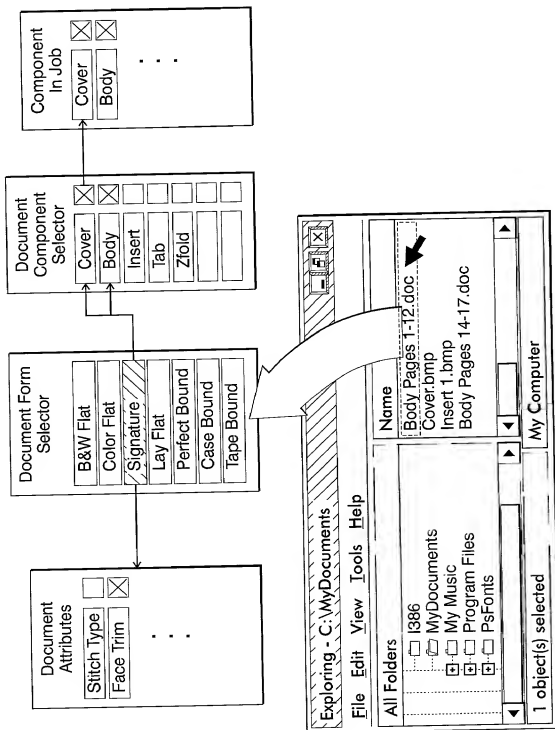 Document
Attributes
Stitch Type
Face Trim
Document Form
Selector
B&W Flat
Color Flat
Signature
Lay Flat
Perfect Bound
Case Bound
Tape Bound
Document
Component
Selector
Cover
Body
Insert
Tab
Zfold
Component
In Job
Cover
Body
Exploring - C:\MyDocuments
File Edit View Tools Help
All Folders
I386
MyDocuments
My Music
Program Files
PsFonts
Name
Body Pages 1-12.doc
Cover.bmp
Insert 1.bmp
Body Pages 14-17.doc
1 object(s) selected
My Computer